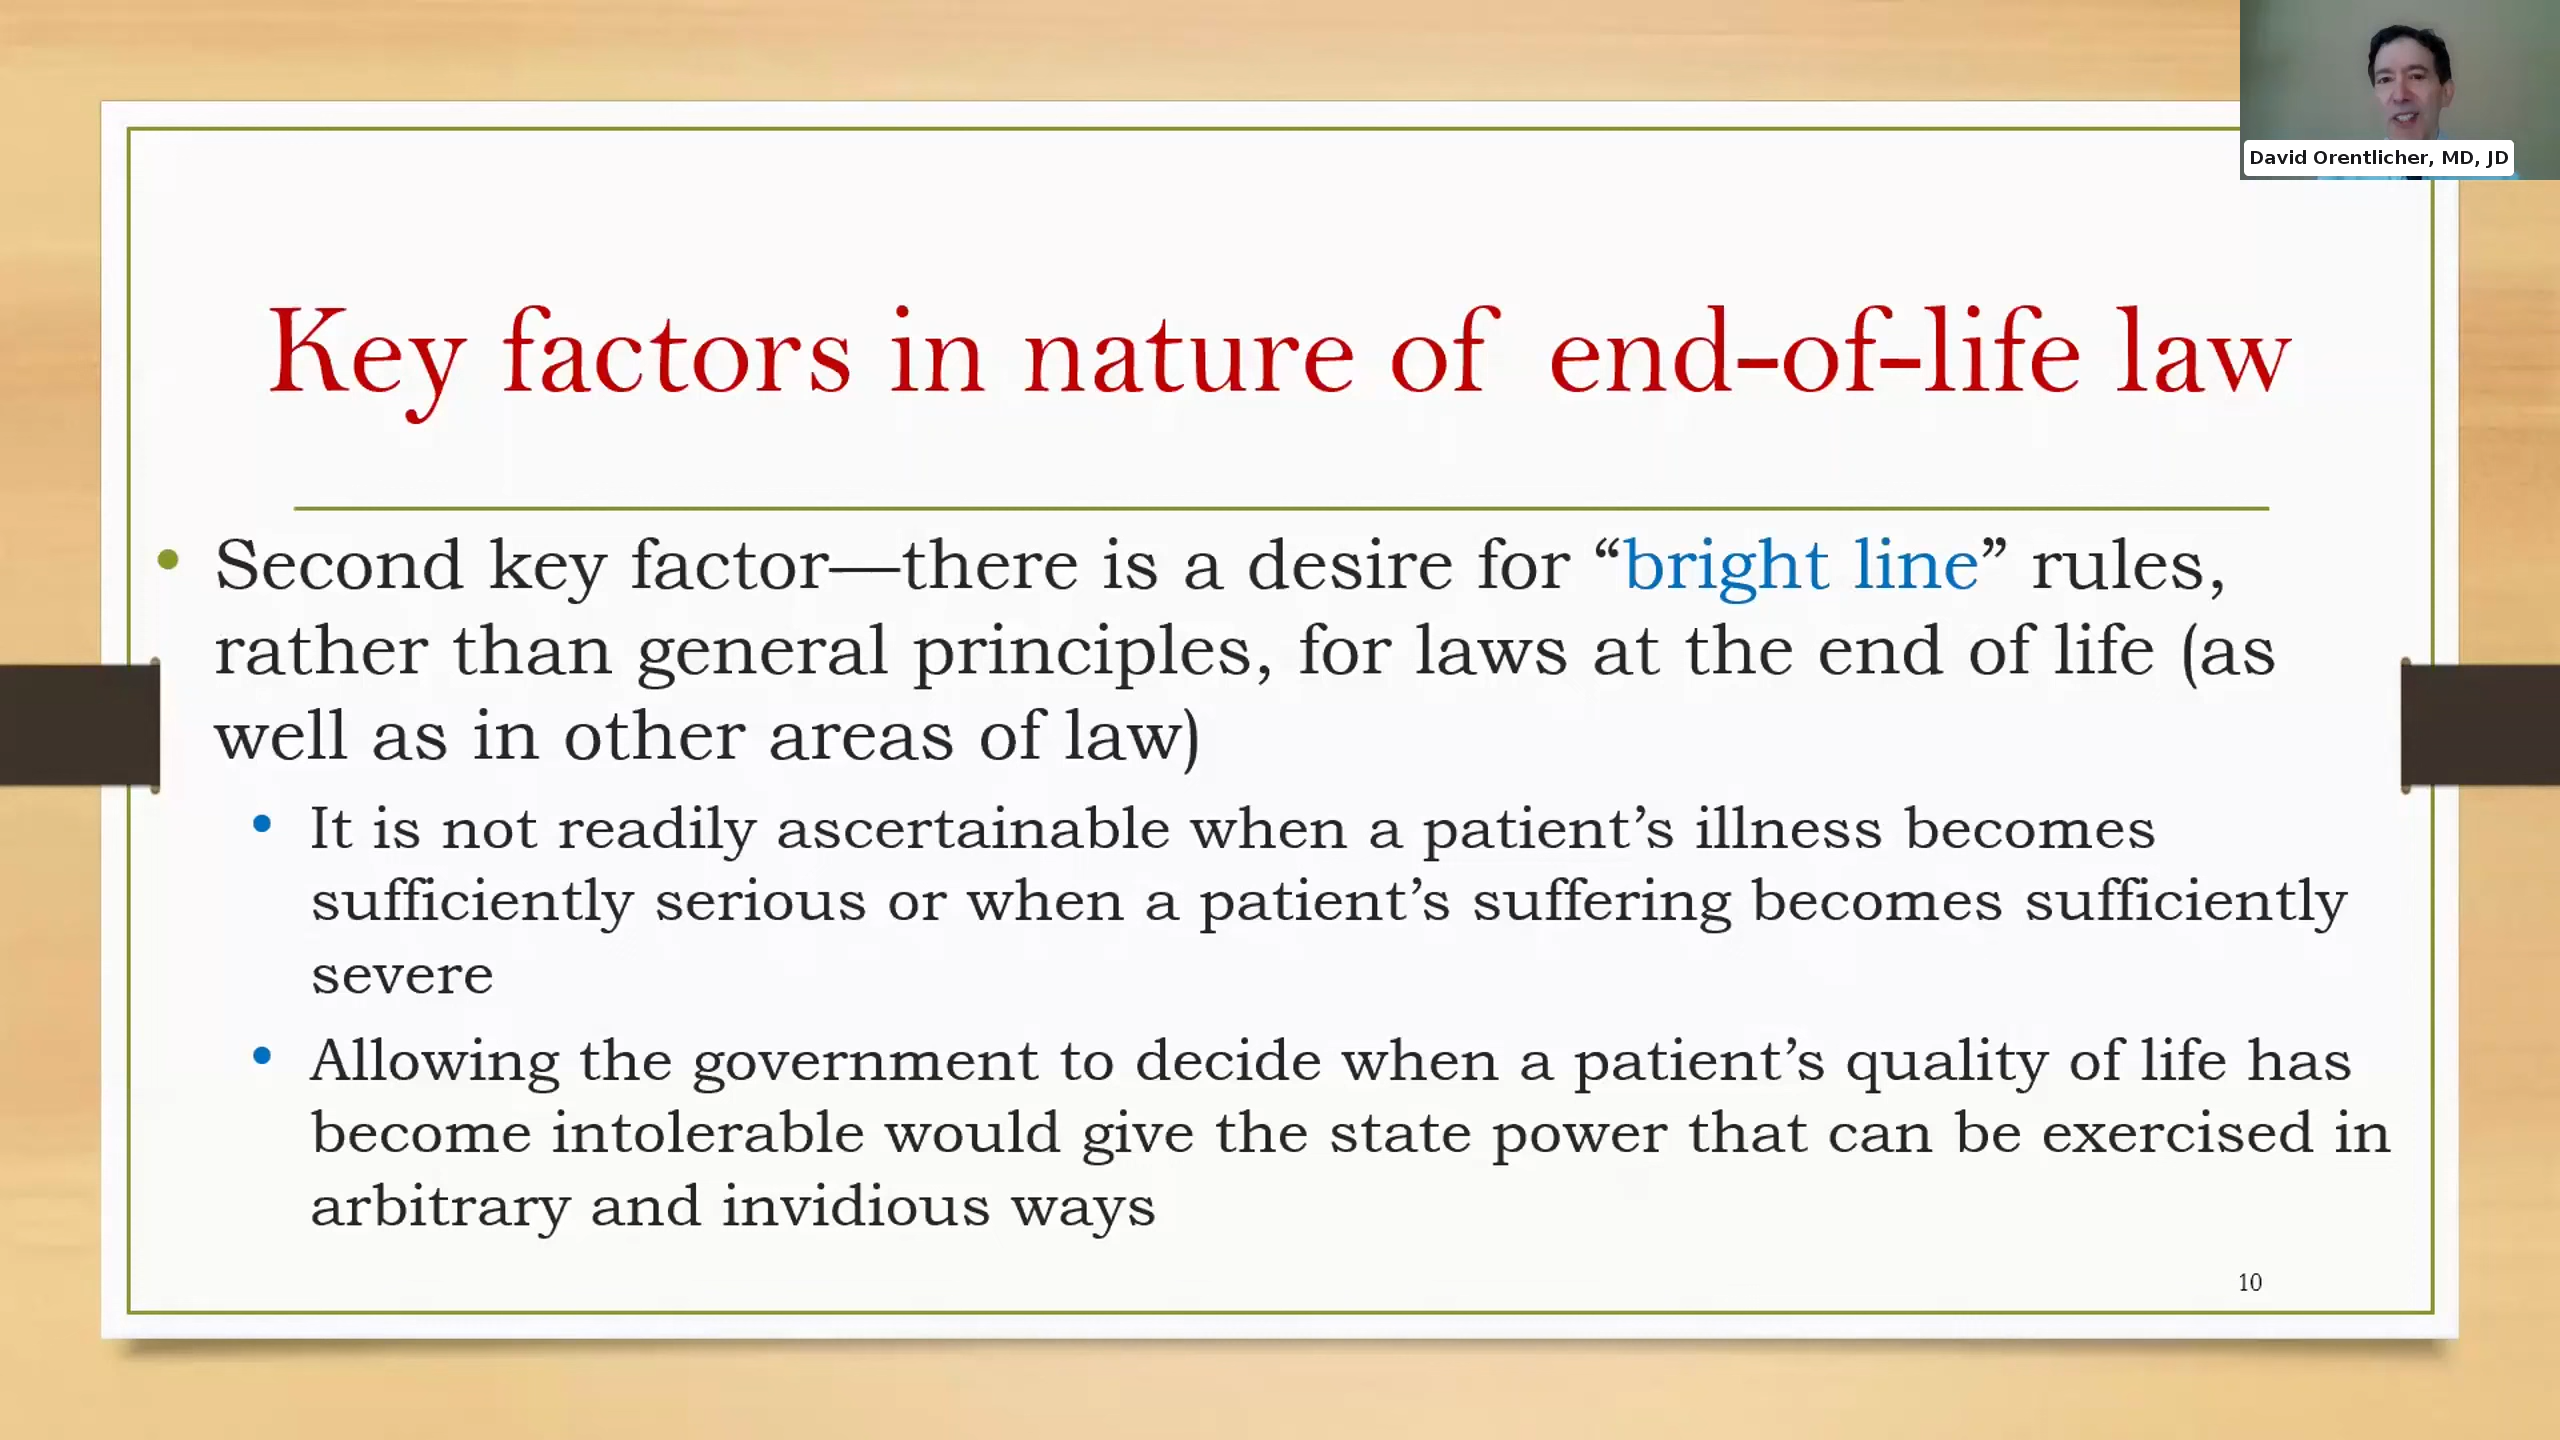 David Orentlicher, MD, JD
Key factors in nature of end-of-life law
• Second key factor—there is a desire for “bright line” rules,
rather than general principles, for laws at the end of life (as
well as in other areas of law)
• It is not readily ascertainable when a patient’s illness becomes
sufficiently serious or when a patient’s suffering becomes sufficiently
severe
• Allowing the government to decide when a patient’s quality of life has
become intolerable would give the state power that can be exercised in
arbitrary and invidious ways
10